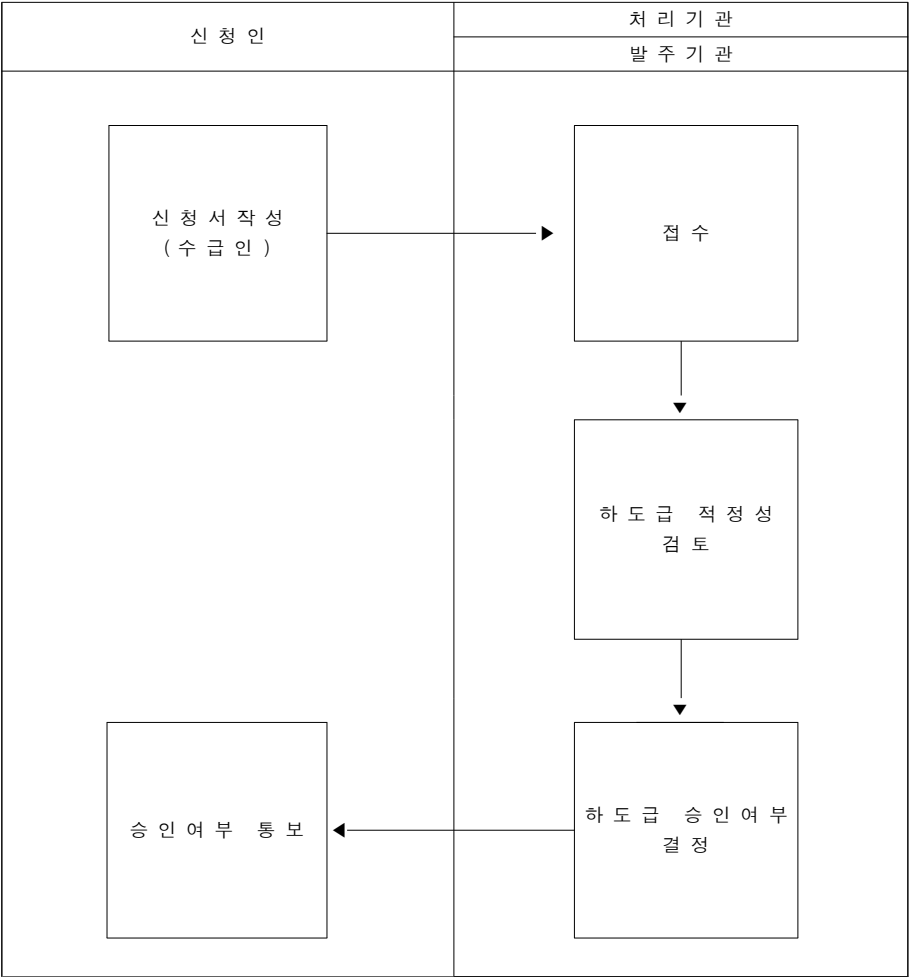 신청인
처리기관
발주기관
신청서작성
(수급인)
접수
하도급 적정성
검토
하도급 승인여부
결정
승인여부 통보